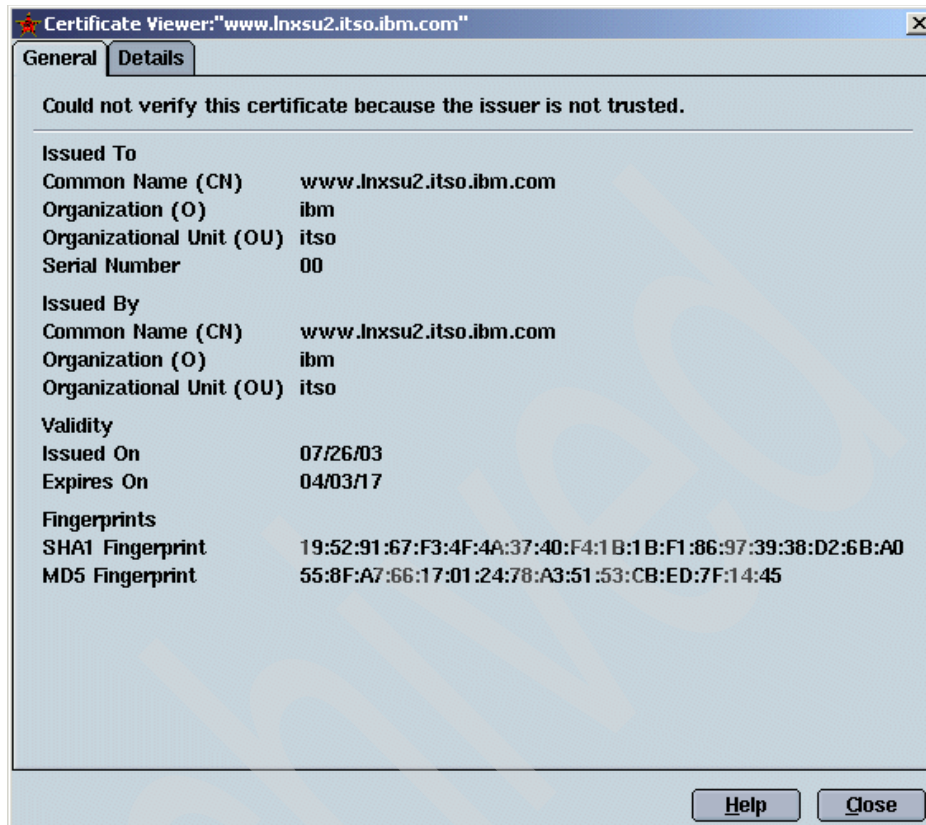 Certificate Viewer:"www.lnxsu2.itso.ibm.com"
General Details
Could not verify this certificate because the issuer is not trusted.
Issued To
Common Name (CN) www.lnxsu2.itso.ibm.com
Organization (O) ibm
Organizational Unit (OU) itso
Serial Number 00
Issued By
Common Name (CN) www.lnxsu2.itso.ibm.com
Organization (O) ibm
Organizational Unit (OU) itso
Validity
Issued On 07/26/03
Expires On 04/03/17
Fingerprints
SHA1 Fingerprint 19:52:91:67:F3:4F:4A:37:40:F4:1B:1B:F1:86:97:39:38:D2:6B:A0
MD5 Fingerprint 55:8F:A7:66:17:01:24:78:A3:51:53:CB:ED:7F:14:45
hived
Help Close